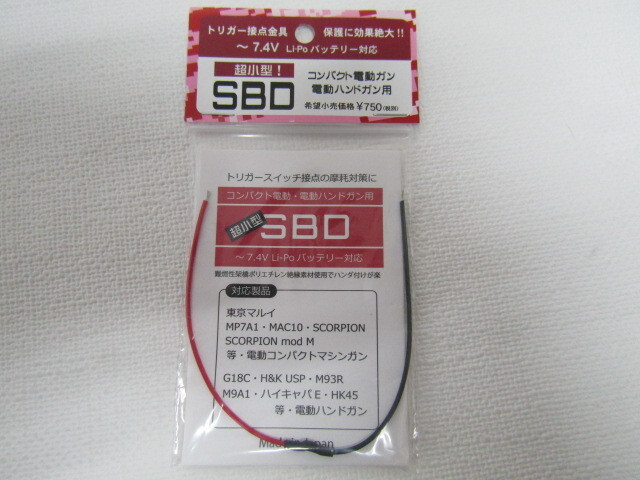 トリガー接点金具 保護に効果絶大!!
～ 7.4V Li-Po バッテリー対応
超小型！
SBD
コンパクト電動ガン
電動ハンドガン用
希望小売価格 ¥750(税別)
トリガースイッチ接点の摩耗対策に
コンパクト電動・電動ハンドガン用
超小型
SBD
～ 7.4V Li-Po バッテリー対応
難燃性架橋ポリエチレン絶縁素材使用でハンダ付けが楽
対応製品
東京マルイ
MP7A1・MAC10・SCORPION
SCORPION mod M
等・電動コンパクトマシンガン
G18C・H&K USP・M93R
M9A1・ハイキャパ E・HK45
等・電動ハンドガン
Made in Japan